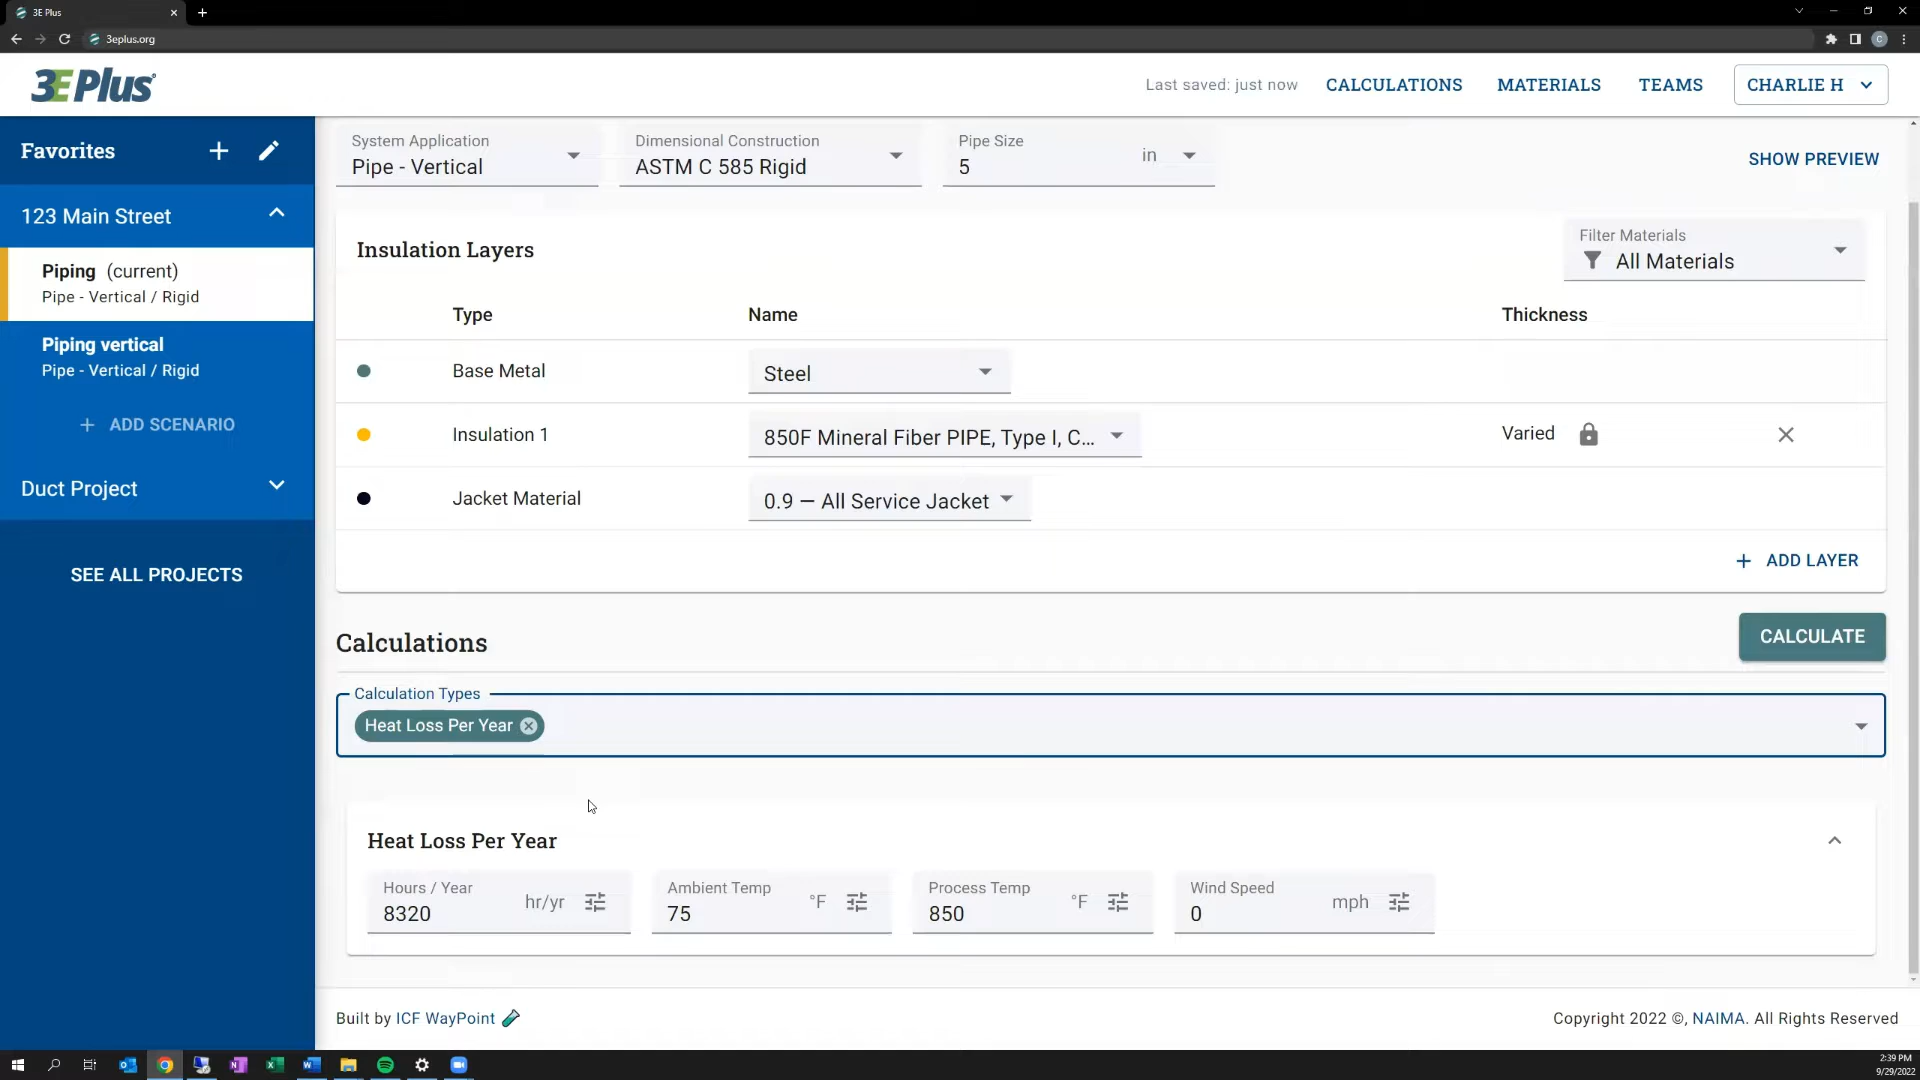 3E Plus
3eplus.org
3E Plus
Last saved: just now
CALCULATIONS
MATERIALS
TEAMS
CHARLIE H
Favorites
123 Main Street
Piping (current)
Pipe - Vertical / Rigid
Piping vertical
Pipe - Vertical / Rigid
+ ADD SCENARIO
Duct Project
SEE ALL PROJECTS
System Application
Pipe - Vertical
Dimensional Construction
ASTM C 585 Rigid
Pipe Size
5 in
SHOW PREVIEW
Insulation Layers
Filter Materials
All Materials
Type Name Thickness
Base Metal Steel
Insulation 1 850F Mineral Fiber PIPE, Type I, C... Varied
Jacket Material 0.9 — All Service Jacket
+ ADD LAYER
Calculations
CALCULATE
Calculation Types
Heat Loss Per Year
Heat Loss Per Year
Hours / Year
8320 hr/yr
Ambient Temp
75 °F
Process Temp
850 °F
Wind Speed
0 mph
Built by ICF WayPoint
Copyright 2022 ©, NAIMA. All Rights Reserved
2:39 PM
9/29/2022